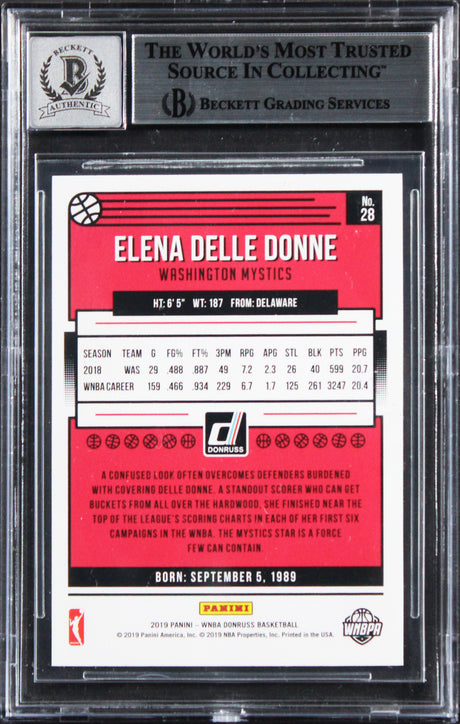 BECKETT
B
AUTHENTIC
THE WORLD'S MOST TRUSTED
SOURCE IN COLLECTING™
B BECKETT GRADING SERVICES
No.
28
ELENA DELLE DONNE
WASHINGTON MYSTICS
HT: 6' 5" WT: 187 FROM: DELAWARE
SEASON TEAM G FG% FT% 3PM RPG APG STL BLK PTS PPG
2018 WAS 29 .488 .887 49 7.2 2.3 26 40 599 20.7
WNBA CAREER 159 .466 .934 229 6.7 1.7 125 261 3247 20.4
d
DONRUSS
A CONFUSED LOOK OFTEN OVERCOMES DEFENDERS BURDENED
WITH COVERING DELLE DONNE. A STANDOUT SCORER WHO CAN GET
BUCKETS FROM ALL OVER THE HARDWOOD, SHE FINISHED NEAR THE
TOP OF THE LEAGUE'S SCORING CHARTS IN EACH OF HER FIRST SIX
CAMPAIGNS IN THE WNBA. THE MYSTICS STAR IS A FORCE
FEW CAN CONTAIN.
BORN: SEPTEMBER 5, 1989
PANINI
2019 PANINI – WNBA DONRUSS BASKETBALL
© 2019 Panini America, Inc. © 2019 NBA Properties, Inc. Printed in the USA.
WNBPA